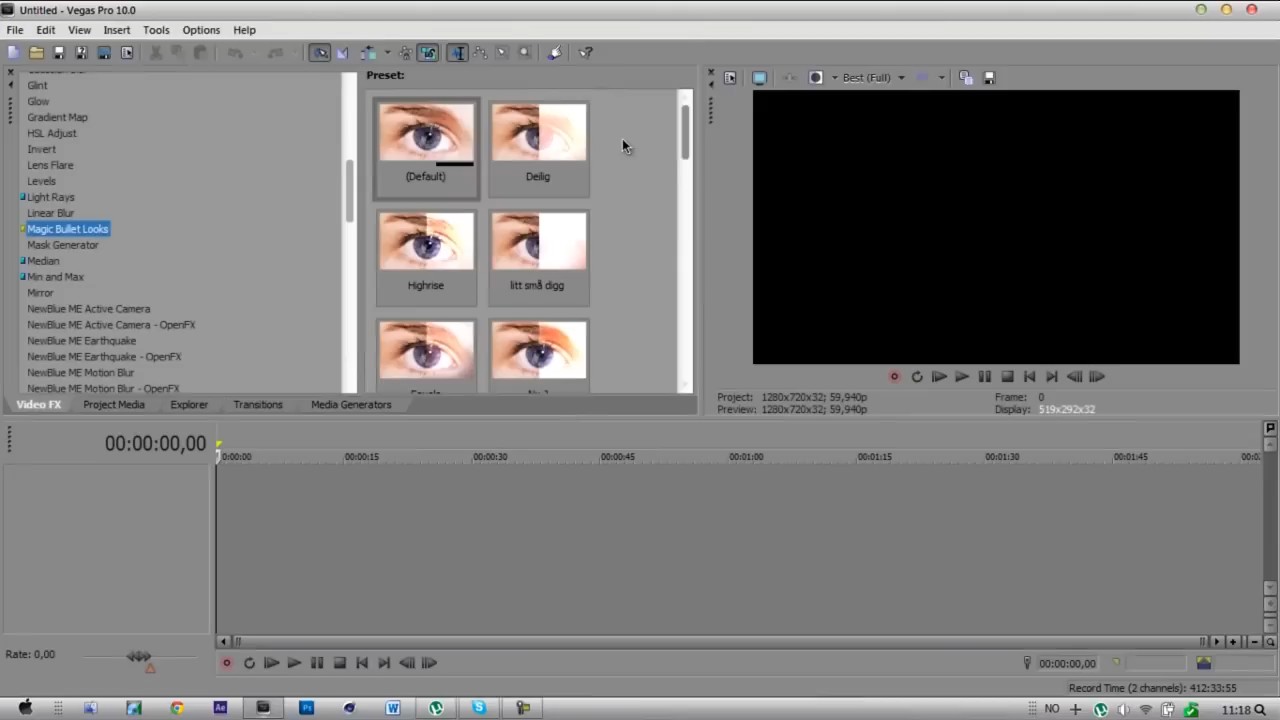 Untitled - Vegas Pro 10.0
File Edit View Insert Tools Options Help
Glint
Glow
Gradient Map
HSL Adjust
Invert
Lens Flare
Levels
Light Rays
Linear Blur
Magic Bullet Looks
Mask Generator
Median
Min and Max
Mirror
NewBlue ME Active Camera
NewBlue ME Active Camera - OpenFX
NewBlue ME Earthquake
NewBlue ME Earthquake - OpenFX
NewBlue ME Motion Blur
NewBlue ME Motion Blur - OpenFX
Preset:
(Default) Deilig
Highrise litt små digg
Best (Full)
Video FX Project Media Explorer Transitions Media Generators
Project: 1280x720x32; 59,940p Frame: 0
Preview: 1280x720x32; 59,940p Display: 519x292x32
00:00:00,00
0:00:00 00:00:15 00:00:30 00:00:45 00:01:00 00:01:15 00:01:30 00:01:45
Rate: 0,00
00:00:00,00
Record Time (2 channels): 412:33:55
Ae Ps W
NO 11:18